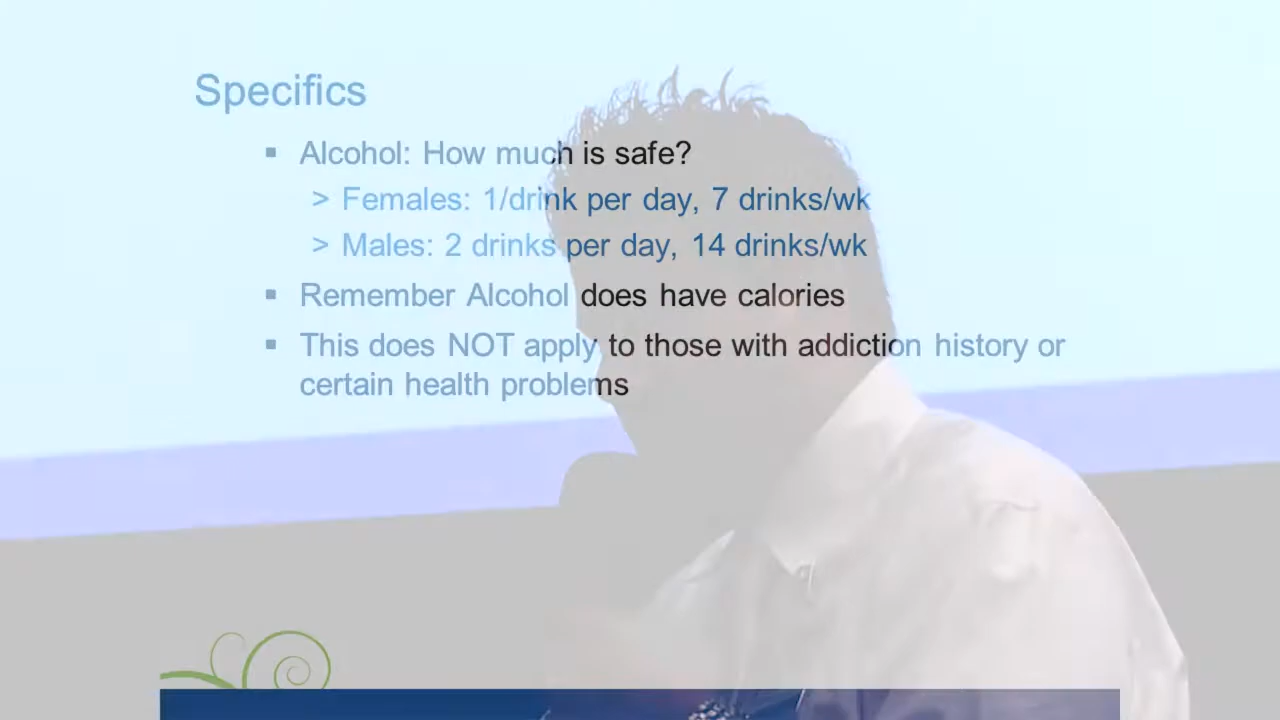 Specifics
▪ Alcohol: How much is safe?
> Females: 1/drink per day, 7 drinks/wk
> Males: 2 drinks per day, 14 drinks/wk
▪ Remember Alcohol does have calories
▪ This does NOT apply to those with addiction history or
certain health problems